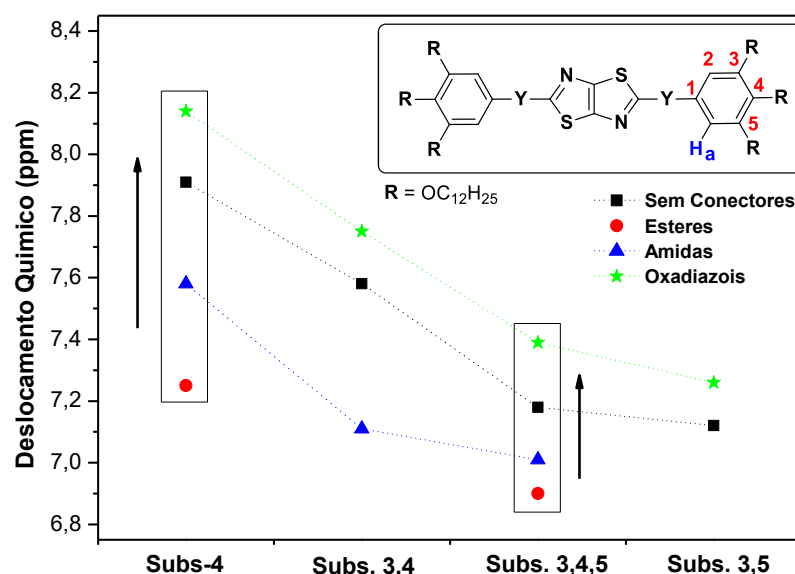 8,4
8,2
8,0
7,8
7,6
7,4
7,2
7,0
6,8
Deslocamento Quimico (ppm)
Subs-4
Subs. 3,4
Subs. 3,4,5
Subs. 3,5
R R R Y N S S N Y R R R
1 2 3 4 5
Ha
R = OC12H25
Sem Conectores
Esteres
Amidas
Oxadiazois